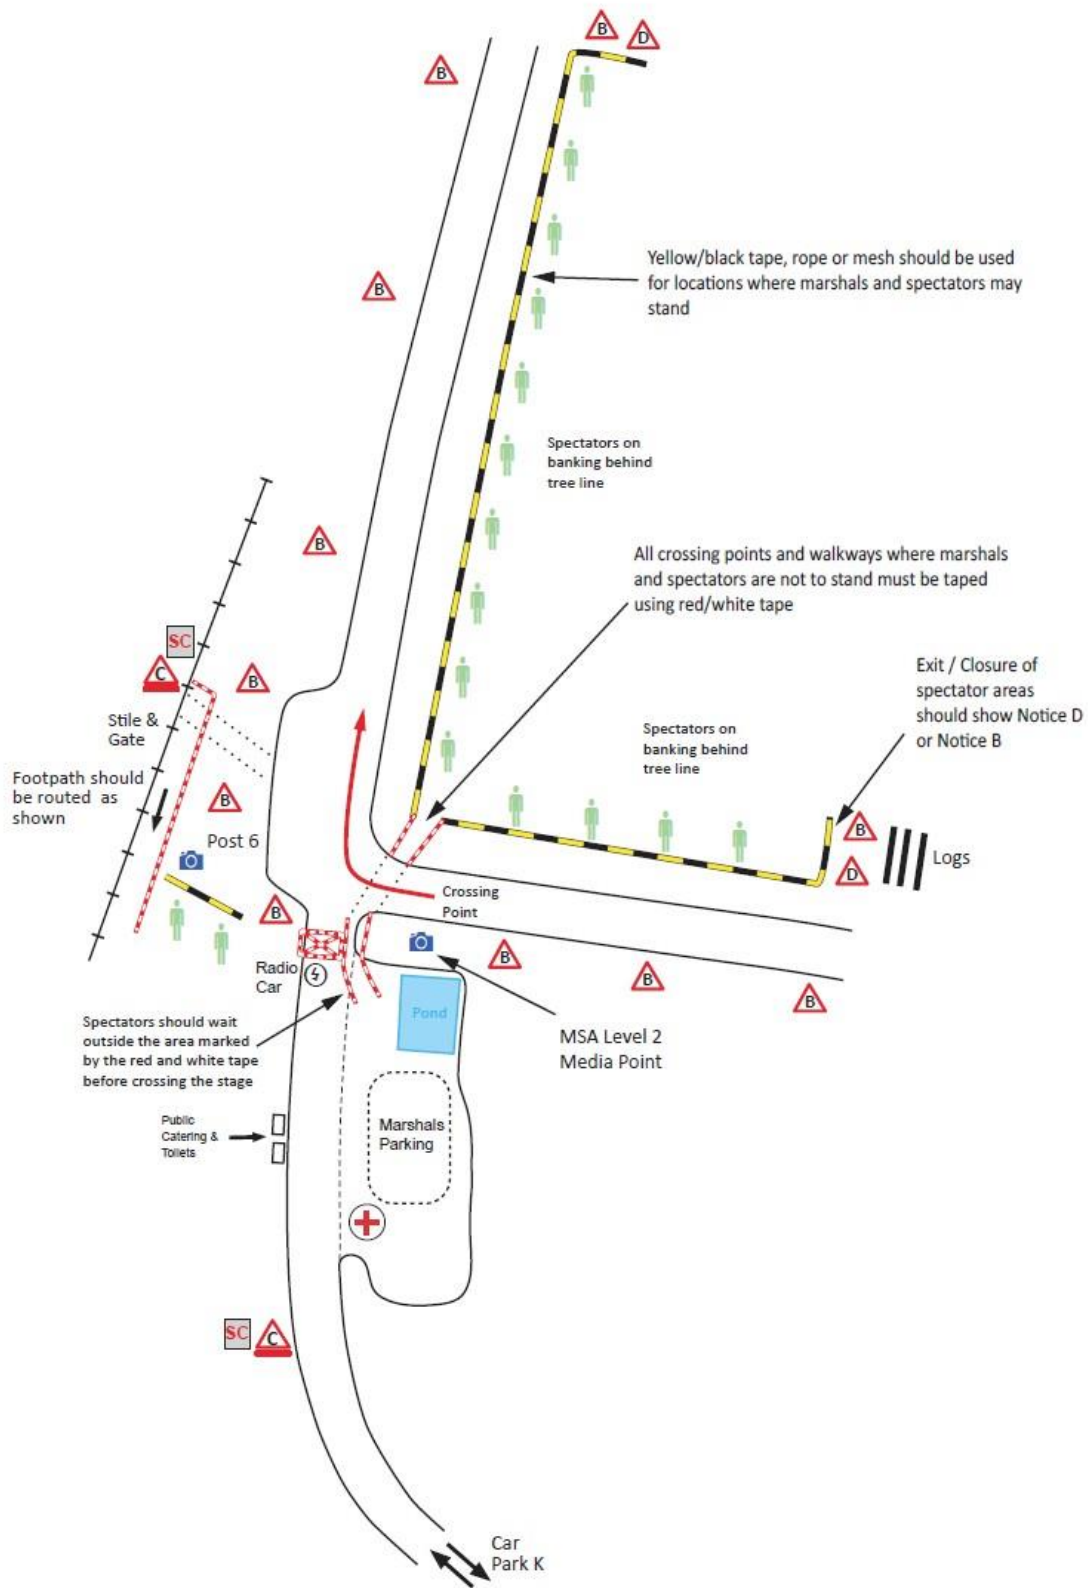 B
D
B
Yellow/black tape, rope or mesh should be used
for locations where marshals and spectators may
stand
B
Spectators on
banking behind
tree line
B
All crossing points and walkways where marshals
and spectators are not to stand must be taped
using red/white tape
SC
C
B
Exit / Closure of
spectator areas
should show Notice D
or Notice B
Stile &
Gate
Spectators on
banking behind
tree line
Footpath should
be routed as
shown
B
Post 6
B
D
Logs
Crossing
Point
B
B
B
B
Radio
Car
Pond
Spectators should wait
outside the area marked
by the red and white tape
before crossing the stage
MSA Level 2
Media Point
Public
Catering &
Toilets
Marshals
Parking
SC
C
Car
Park K